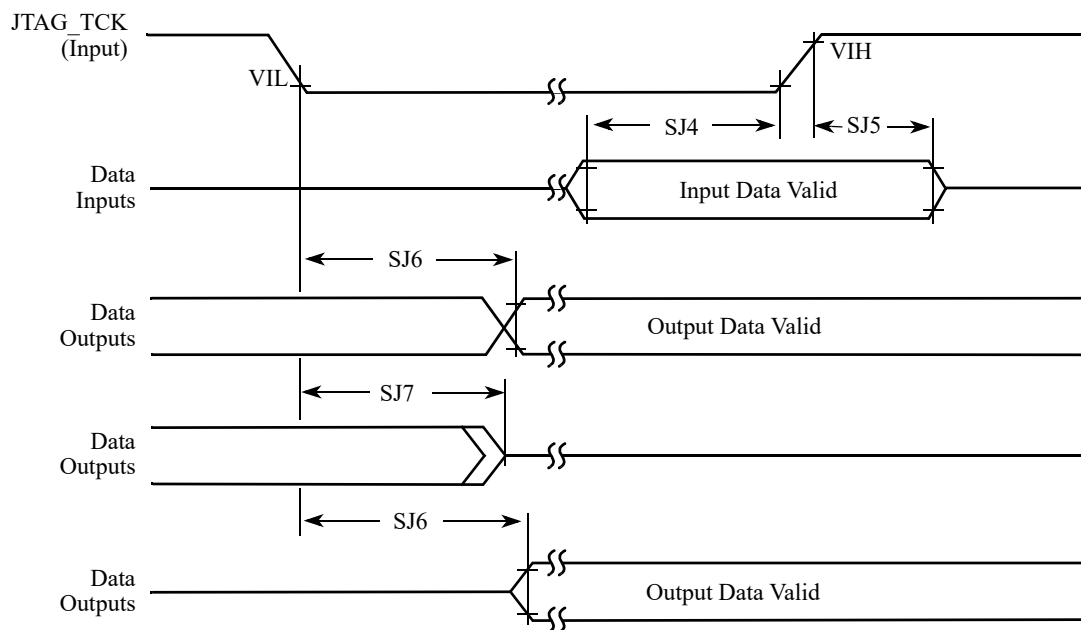 JTAG_TCK
(Input)
VIL
VIH
SJ4
SJ5
Data
Inputs
Input Data Valid
SJ6
Data
Outputs
Output Data Valid
SJ7
Data
Outputs
SJ6
Data
Outputs
Output Data Valid